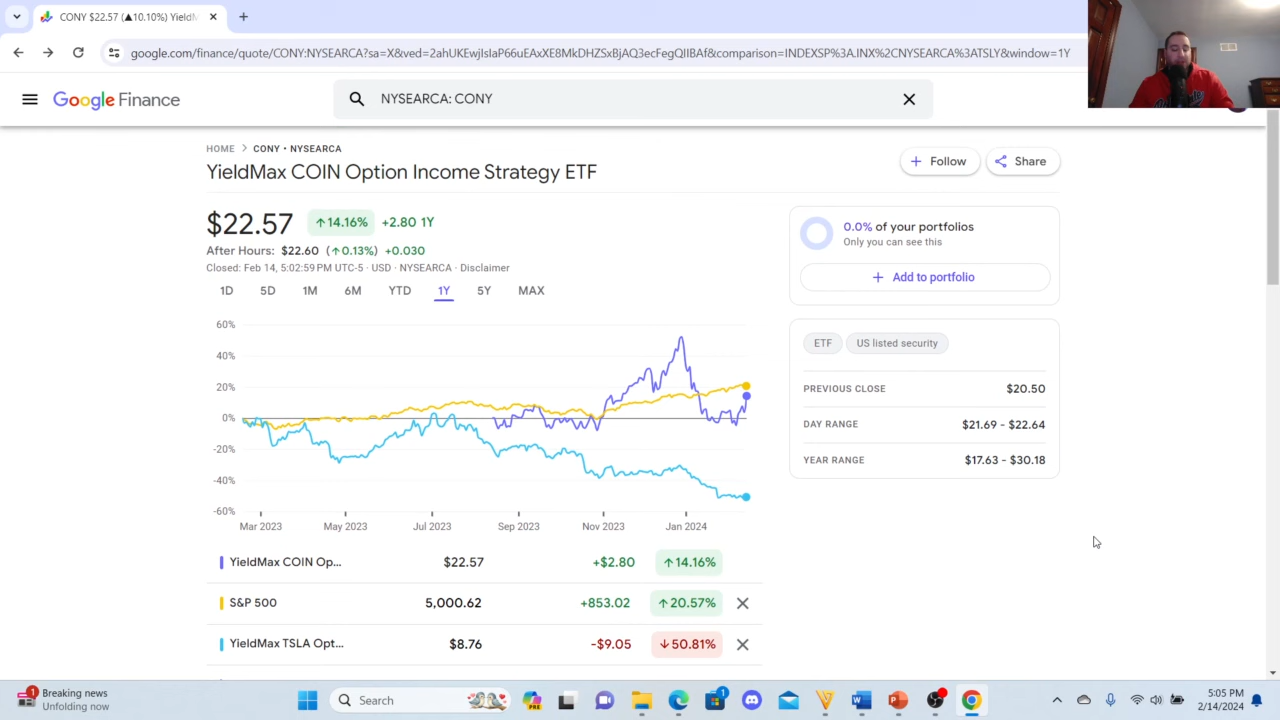 CONY $22.57 (▲10.10%) Yield
google.com/finance/quote/CONY:NYSEARCA?sa=X&ved=2ahUKEwjIsIaP66uEAxXE8MkDHZSxBjAQ3ecFegQIIBAf&comparison=INDEXSP%3A.INX%2CNYSEARCA%3ATSLY&window=1Y
Google Finance
NYSEARCA: CONY
HOME > CONY • NYSEARCA
YieldMax COIN Option Income Strategy ETF
+ Follow
Share
$22.57 ↑14.16% +2.80 1Y
After Hours: $22.60 (↑0.13%) +0.030
Closed: Feb 14, 5:02:59 PM UTC-5 · USD · NYSEARCA · Disclaimer
1D 5D 1M 6M YTD 1Y 5Y MAX
60%
40%
20%
0%
-20%
-40%
-60%
Mar 2023 May 2023 Jul 2023 Sep 2023 Nov 2023 Jan 2024
YieldMax COIN Op... $22.57 +$2.80 ↑14.16%
S&P 500 5,000.62 +853.02 ↑20.57%
YieldMax TSLA Opt... $8.76 -$9.05 ↓50.81%
0.0% of your portfolios
Only you can see this
+ Add to portfolio
ETF US listed security
PREVIOUS CLOSE $20.50
DAY RANGE $21.69 - $22.64
YEAR RANGE $17.63 - $30.18
1
Breaking news
Unfolding now
Search
1
5:05 PM
2/14/2024